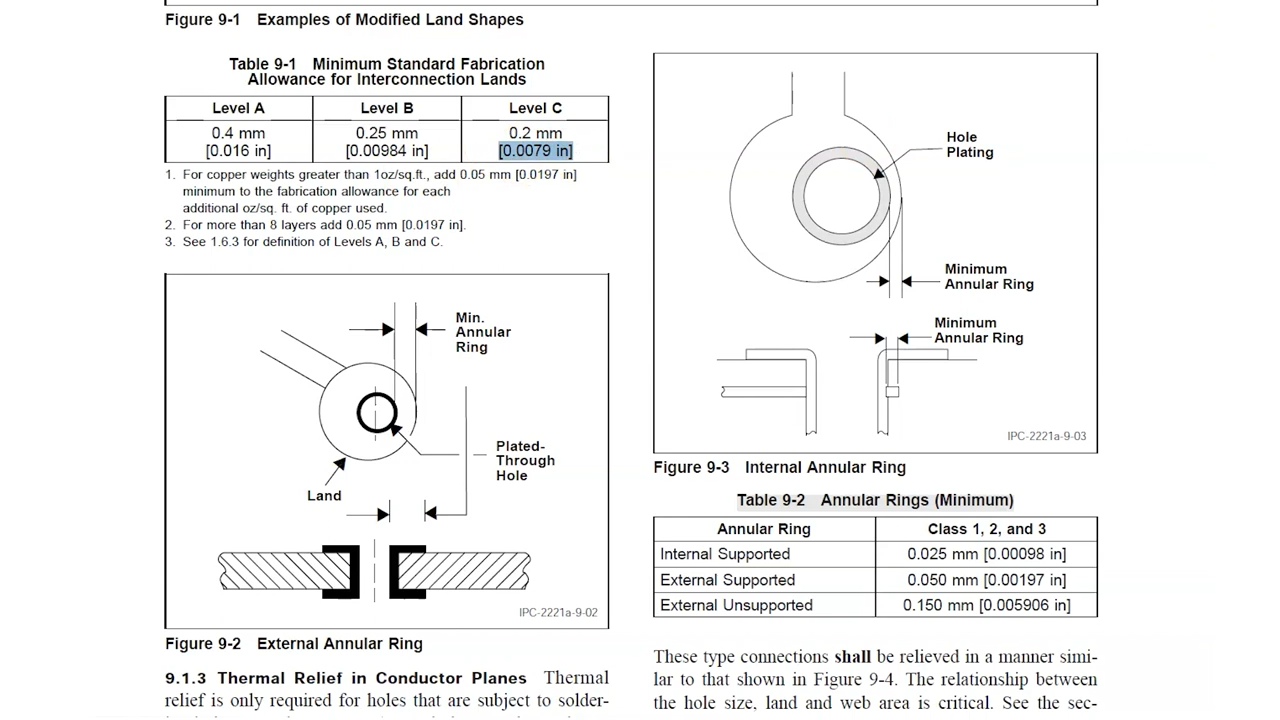 Figure 9-1 Examples of Modified Land Shapes
Table 9-1 Minimum Standard Fabrication
Allowance for Interconnection Lands
Level A Level B Level C
0.4 mm 0.25 mm 0.2 mm
[0.016 in] [0.00984 in] [0.0079 in]
1. For copper weights greater than 1oz/sq.ft., add 0.05 mm [0.0197 in]
minimum to the fabrication allowance for each
additional oz/sq. ft. of copper used.
2. For more than 8 layers add 0.05 mm [0.0197 in].
3. See 1.6.3 for definition of Levels A, B and C.
Min.
Annular
Ring
Plated-
Through
Hole
Land
IPC-2221a-9-02
Figure 9-2 External Annular Ring
9.1.3 Thermal Relief in Conductor Planes Thermal
relief is only required for holes that are subject to solder-
Hole
Plating
Minimum
Annular Ring
Minimum
Annular Ring
IPC-2221a-9-03
Figure 9-3 Internal Annular Ring
Table 9-2 Annular Rings (Minimum)
Annular Ring Class 1, 2, and 3
Internal Supported 0.025 mm [0.00098 in]
External Supported 0.050 mm [0.00197 in]
External Unsupported 0.150 mm [0.005906 in]
These type connections shall be relieved in a manner simi-
lar to that shown in Figure 9-4. The relationship between
the hole size, land and web area is critical. See the sec-